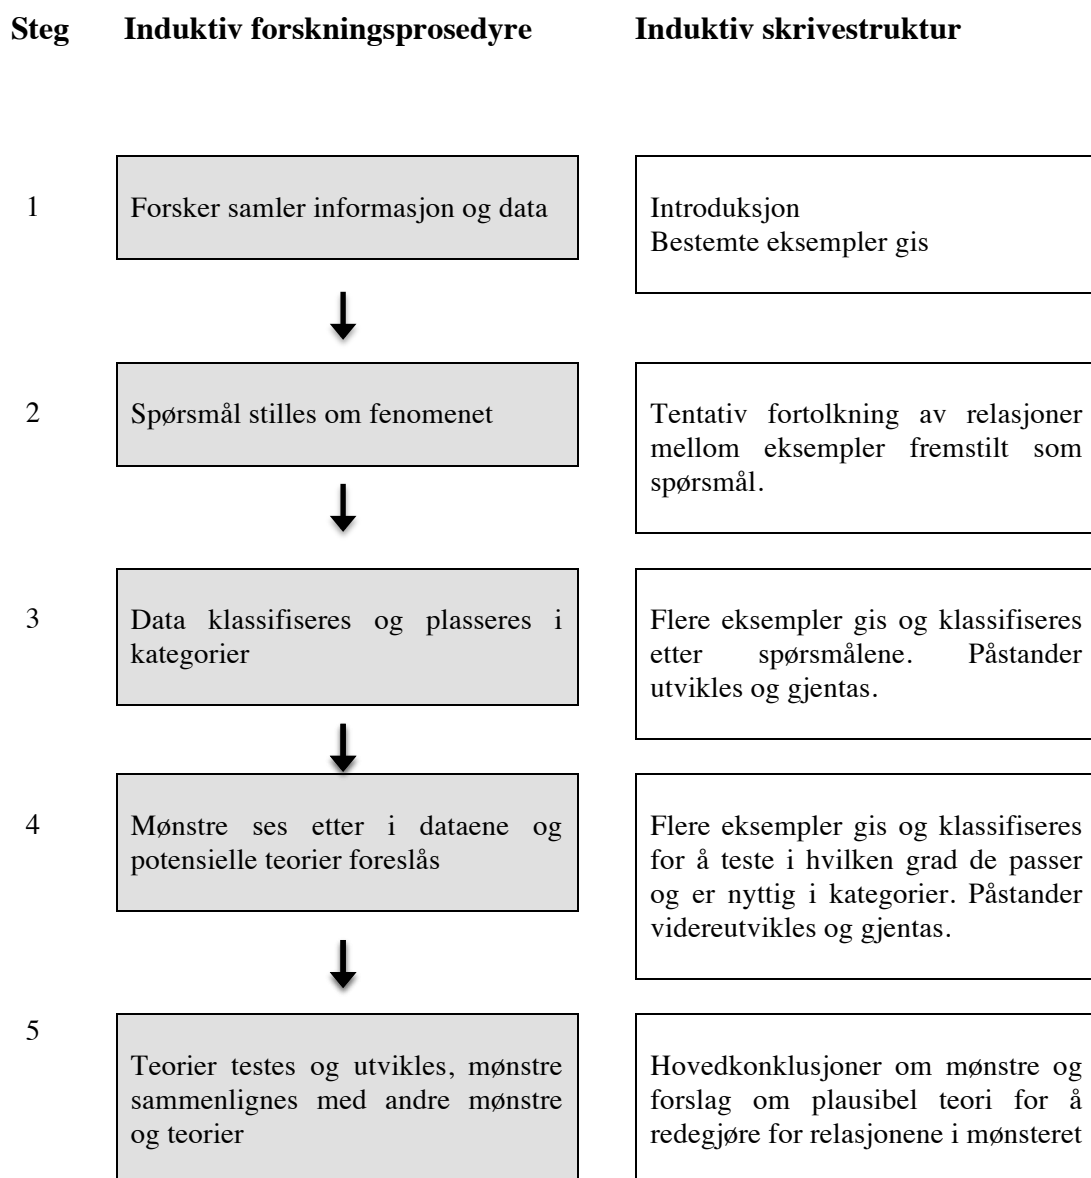 Steg Induktiv forskningsprosedyre Induktiv skrivestruktur
1
Forsker samler informasjon og data
Introduksjon
Bestemte eksempler gis
2
Spørsmål stilles om fenomenet
Tentativ fortolkning av relasjoner
mellom eksempler fremstilt som
spørsmål.
3
Data klassifiseres og plasseres i
kategorier
Flere eksempler gis og klassifiseres
etter spørsmålene. Påstander
utvikles og gjentas.
4
Mønstre ses etter i dataene og
potensielle teorier foreslås
Flere eksempler gis og klassifiseres
for å teste i hvilken grad de passer
og er nyttig i kategorier. Påstander
videreutvikles og gjentas.
5
Teorier testes og utvikles, mønstre
sammenlignes med andre mønstre
og teorier
Hovedkonklusjoner om mønstre og
forslag om plausibel teori for å
redegjøre for relasjonene i mønsteret